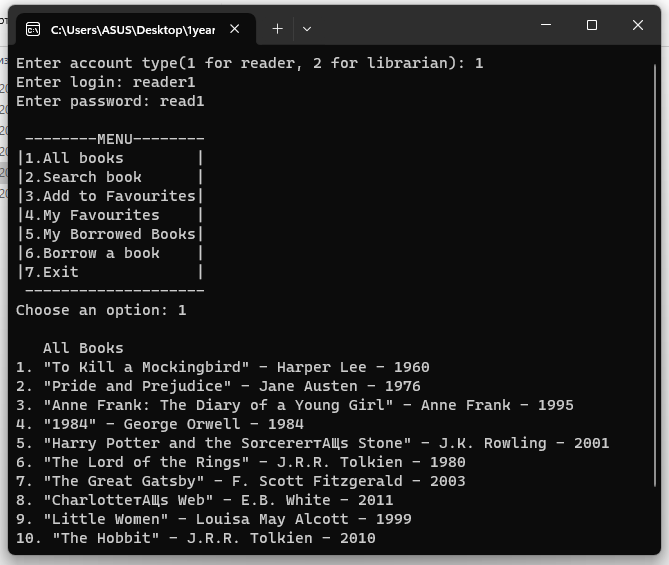 C:\Users\ASUS\Desktop\1year
Enter account type(1 for reader, 2 for librarian): 1
Enter login: reader1
Enter password: read1
--------MENU--------
|1.All books        |
|2.Search book      |
|3.Add to Favourites|
|4.My Favourites    |
|5.My Borrowed Books|
|6.Borrow a book    |
|7.Exit             |
--------------------
Choose an option: 1
All Books
1. "To Kill a Mockingbird" - Harper Lee - 1960
2. "Pride and Prejudice" - Jane Austen - 1976
3. "Anne Frank: The Diary of a Young Girl" - Anne Frank - 1995
4. "1984" - George Orwell - 1984
5. "Harry Potter and the SorcererтАЩs Stone" - J.K. Rowling - 2001
6. "The Lord of the Rings" - J.R.R. Tolkien - 1980
7. "The Great Gatsby" - F. Scott Fitzgerald - 2003
8. "CharlotteтАЩs Web" - E.B. White - 2011
9. "Little Women" - Louisa May Alcott - 1999
10. "The Hobbit" - J.R.R. Tolkien - 2010